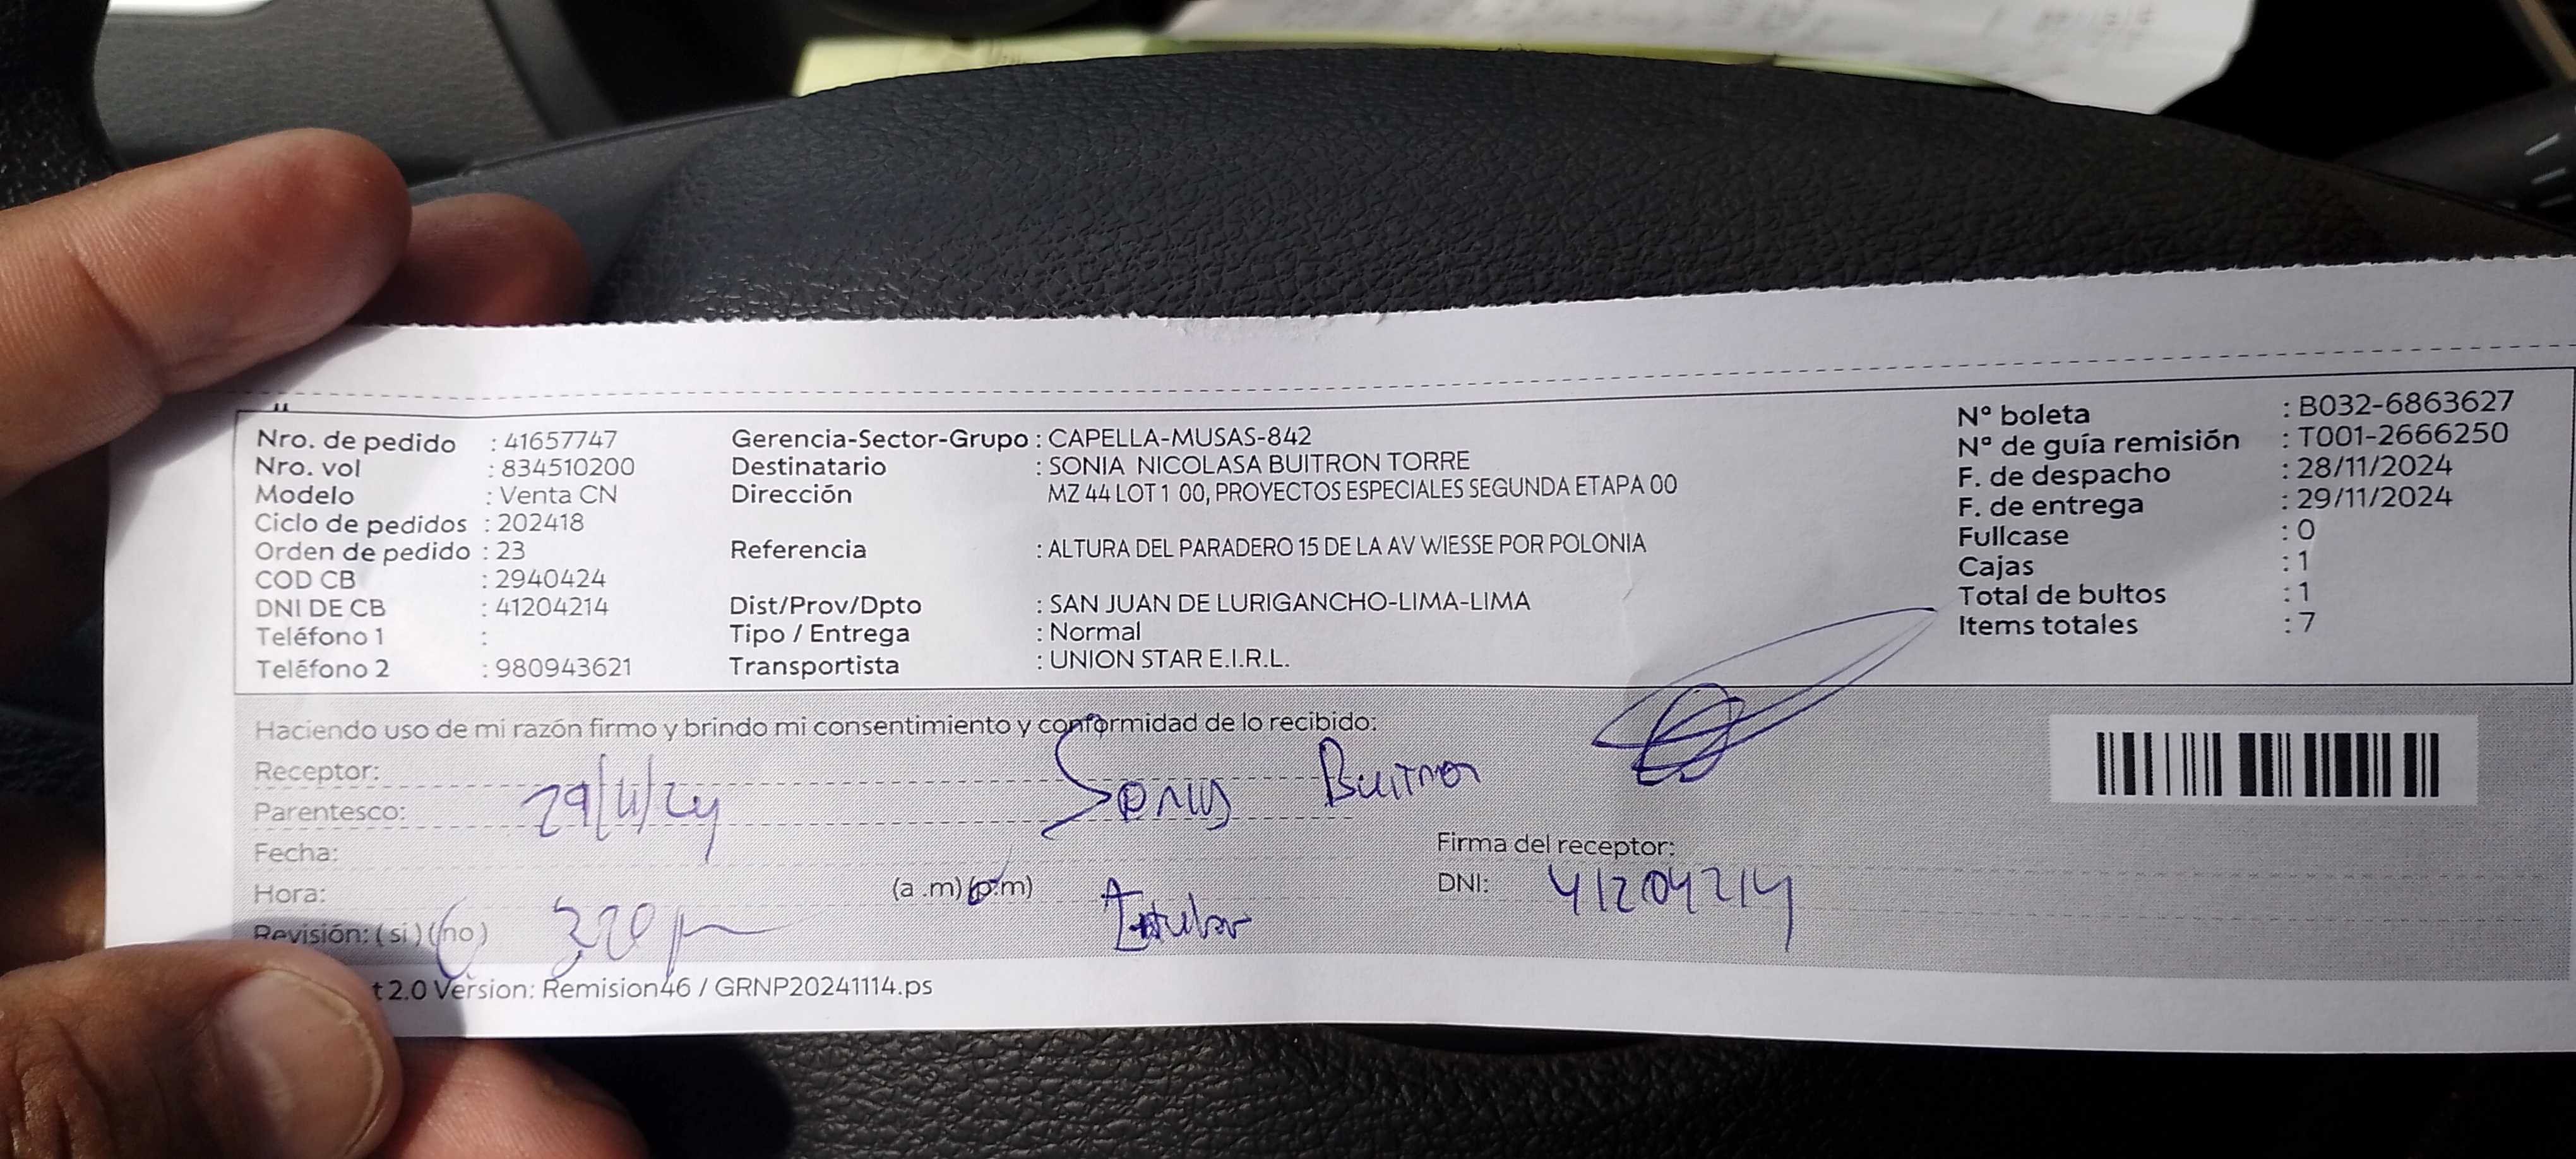 Nro. de pedido : 41657747
Nro. vol : 834510200
Modelo : Venta CN
Ciclo de pedidos : 202418
Orden de pedido : 23
COD CB : 2940424
DNI DE CB : 41204214
Teléfono 1 :
Teléfono 2 : 980943621
Gerencia-Sector-Grupo : CAPELLA-MUSAS-842
Destinatario : SONIA NICOLASA BUITRON TORRE
Dirección MZ 44 LOT 1 00, PROYECTOS ESPECIALES SEGUNDA ETAPA 00
Referencia : ALTURA DEL PARADERO 15 DE LA AV WIESSE POR POLONIA
Dist/Prov/Dpto : SAN JUAN DE LURIGANCHO-LIMA-LIMA
Tipo / Entrega : Normal
Transportista : UNION STAR E.I.R.L.
N° boleta : B032-6863627
N° de guía remisión : T001-2666250
F. de despacho : 28/11/2024
F. de entrega : 29/11/2024
Fullcase : 0
Cajas : 1
Total de bultos : 1
Items totales : 7
Haciendo uso de mi razón firmo y brindo mi consentimiento y conformidad de lo recibido:
Receptor:
Parentesco: 29/11/24 Buitron
Fecha:
Hora: (a.m) (p.m)
Revisión: (si) (no) 320 pm
Firma del receptor:
DNI: 41204214
t 2.0 Version: Remision46 / GRNP20241114.ps